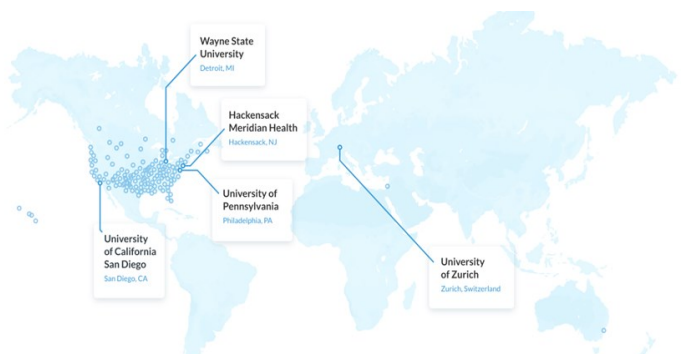 Wayne State
University
Detroit, MI
Hackensack
Meridian Health
Hackensack, NJ
University of
Pennsylvania
Philadelphia, PA
University
of California
San Diego
San Diego, CA
University
of Zurich
Zurich, Switzerland